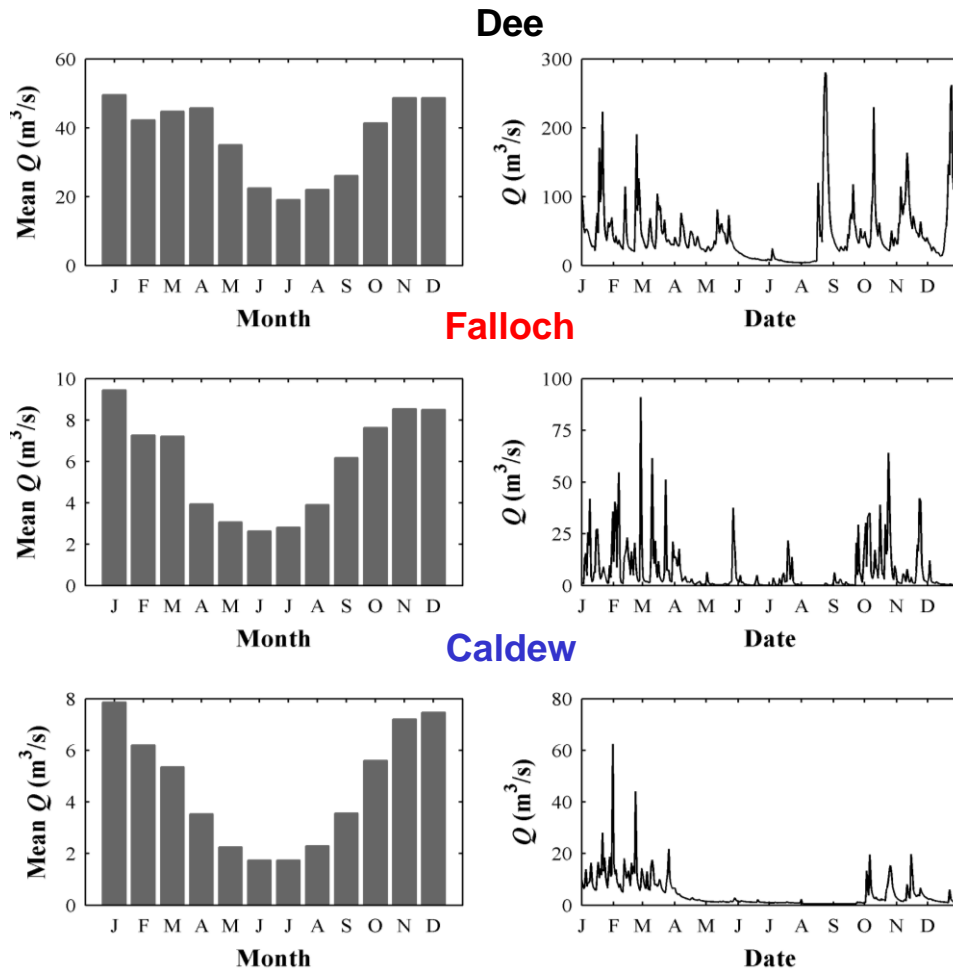 Dee
60
40
20
0
Mean Q (m³/s)
J F M A M J J A S O N D
Month
300
200
100
0
Q (m³/s)
J F M A M J J A S O N D
Date
Falloch
10
8
6
4
2
0
Mean Q (m³/s)
J F M A M J J A S O N D
Month
100
75
50
25
0
Q (m³/s)
J F M A M J J A S O N D
Date
Caldew
8
6
4
2
0
Mean Q (m³/s)
J F M A M J J A S O N D
Month
80
60
40
20
0
Q (m³/s)
J F M A M J J A S O N D
Date